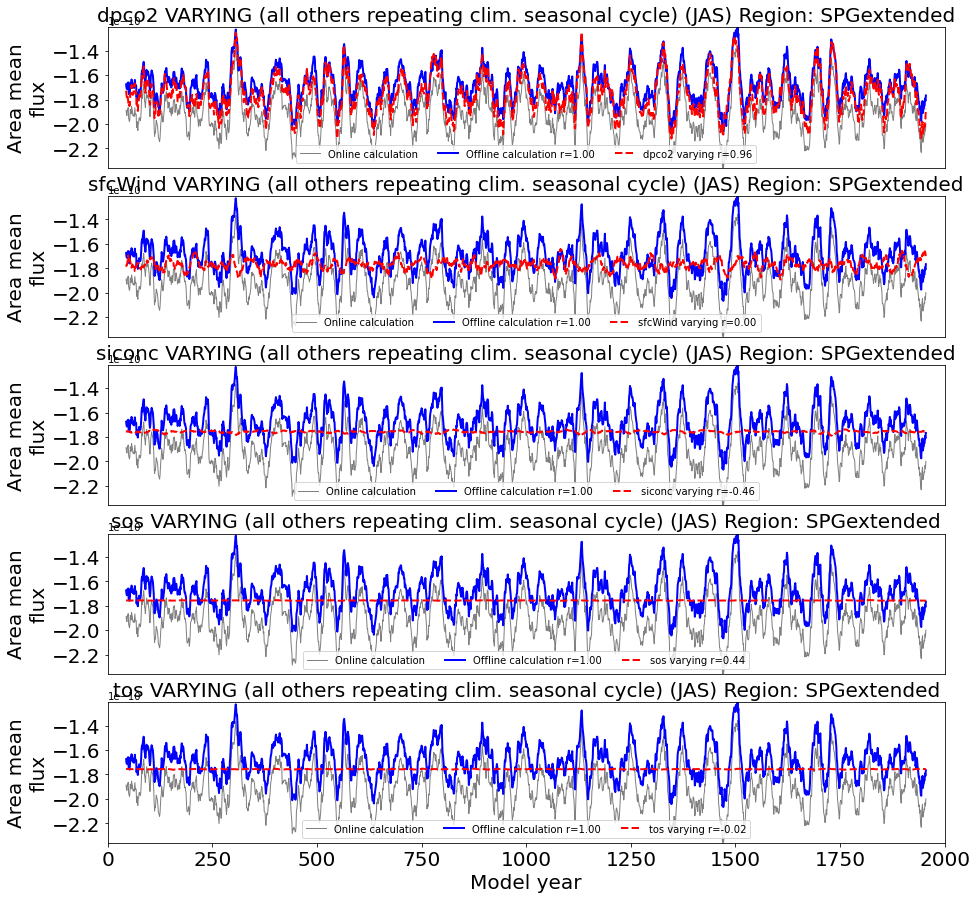 dpco2 VARYING (all others repeating clim. seasonal cycle) (JAS) Region: SPGextended
1e−10
Area mean
flux
−1.4
−1.6
−1.8
−2.0
−2.2
Online calculation
Offline calculation r=1.00
dpco2 varying r=0.96
sfcWind VARYING (all others repeating clim. seasonal cycle) (JAS) Region: SPGextended
1e−10
Area mean
flux
−1.4
−1.6
−1.8
−2.0
−2.2
Online calculation
Offline calculation r=1.00
sfcWind varying r=0.00
siconc VARYING (all others repeating clim. seasonal cycle) (JAS) Region: SPGextended
1e−10
Area mean
flux
−1.4
−1.6
−1.8
−2.0
−2.2
Online calculation
Offline calculation r=1.00
siconc varying r=-0.46
sos VARYING (all others repeating clim. seasonal cycle) (JAS) Region: SPGextended
1e−10
Area mean
flux
−1.4
−1.6
−1.8
−2.0
−2.2
Online calculation
Offline calculation r=1.00
sos varying r=0.44
tos VARYING (all others repeating clim. seasonal cycle) (JAS) Region: SPGextended
1e−10
Area mean
flux
−1.4
−1.6
−1.8
−2.0
−2.2
Online calculation
Offline calculation r=1.00
tos varying r=-0.02
0 250 500 750 1000 1250 1500 1750 2000
Model year